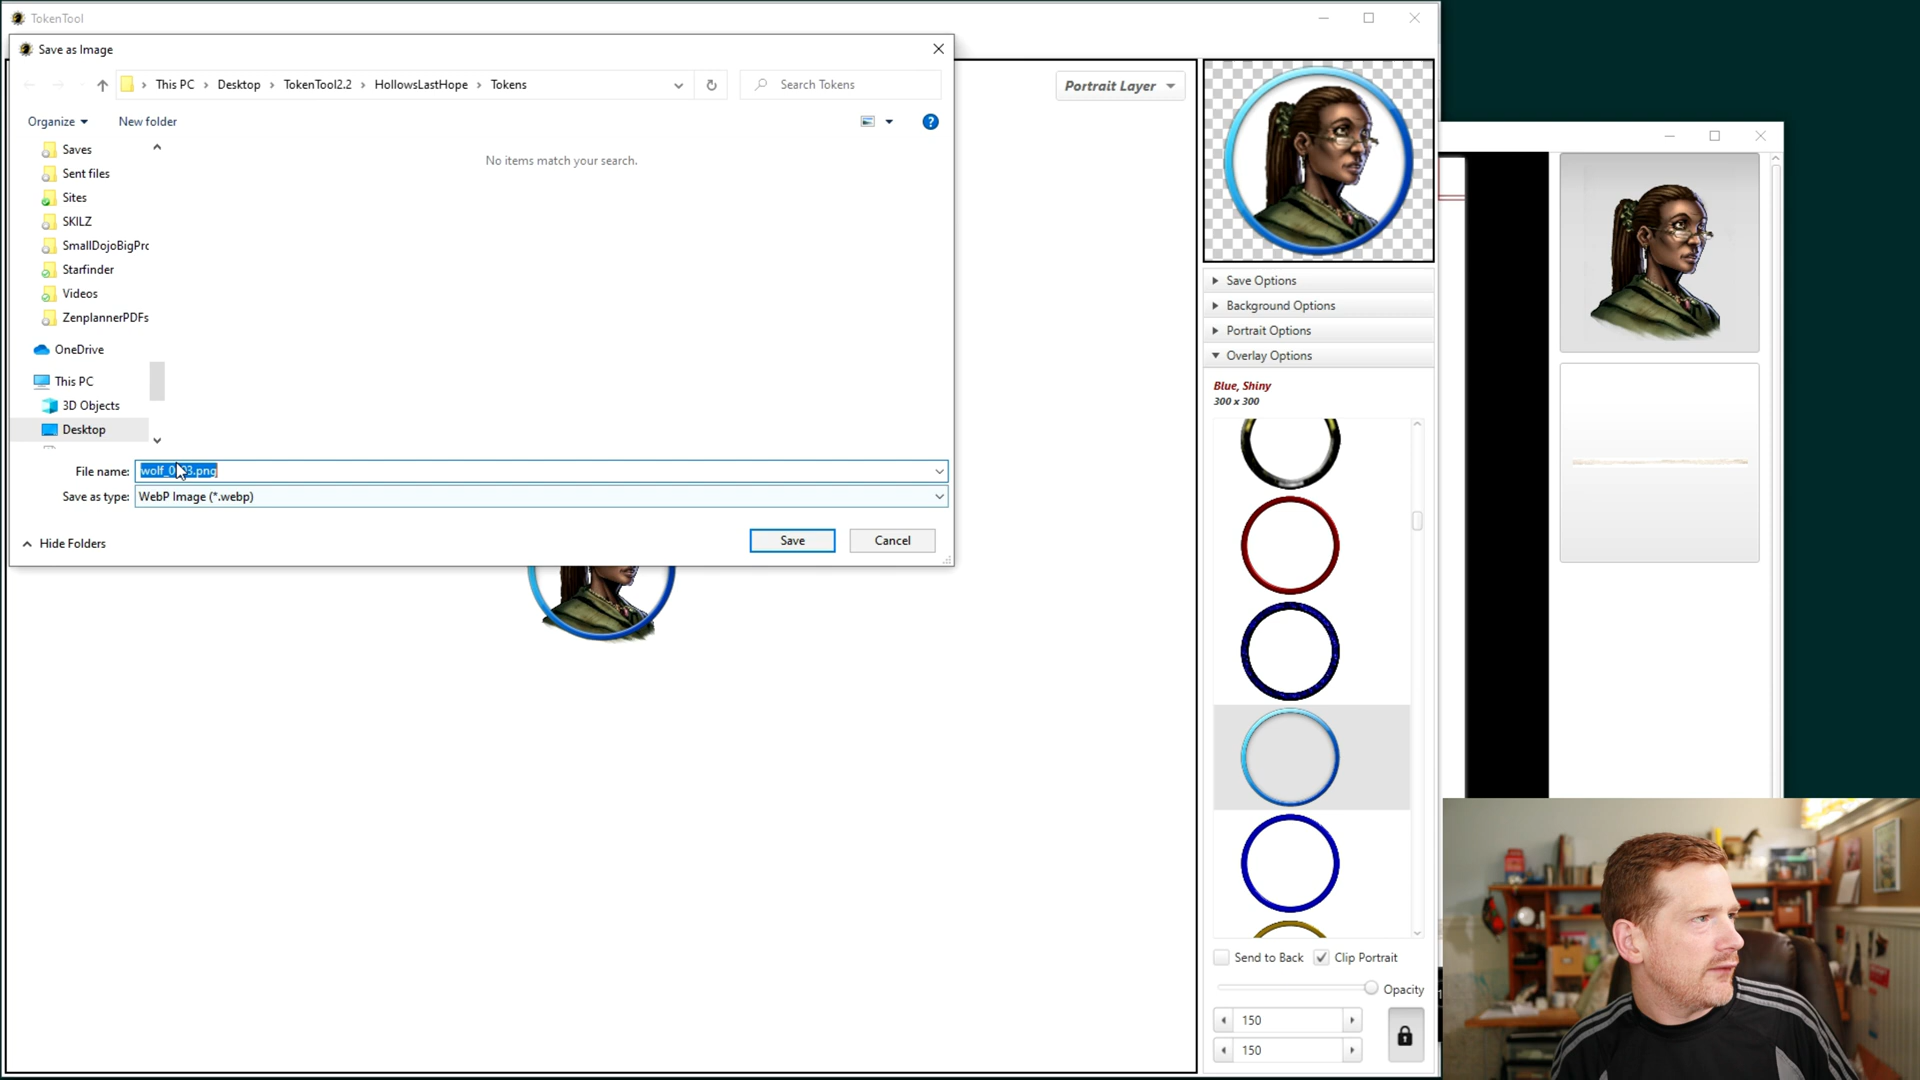 TokenTool
Save as Image
This PC > Desktop > TokenTool2.2 > HollowsLastHope > Tokens
Search Tokens
Organize
New folder
No items match your search.
Saves
Sent files
Sites
SKILZ
SmallDojoBigPrc
Starfinder
Videos
ZenplannerPDFs
OneDrive
This PC
3D Objects
Desktop
File name:
Save as type: WebP Image (*.webp)
Hide Folders
Save
Cancel
Portrait Layer
Save Options
Background Options
Portrait Options
Overlay Options
Blue, Shiny
300 x 300
Send to Back
Clip Portrait
Opacity
150
150